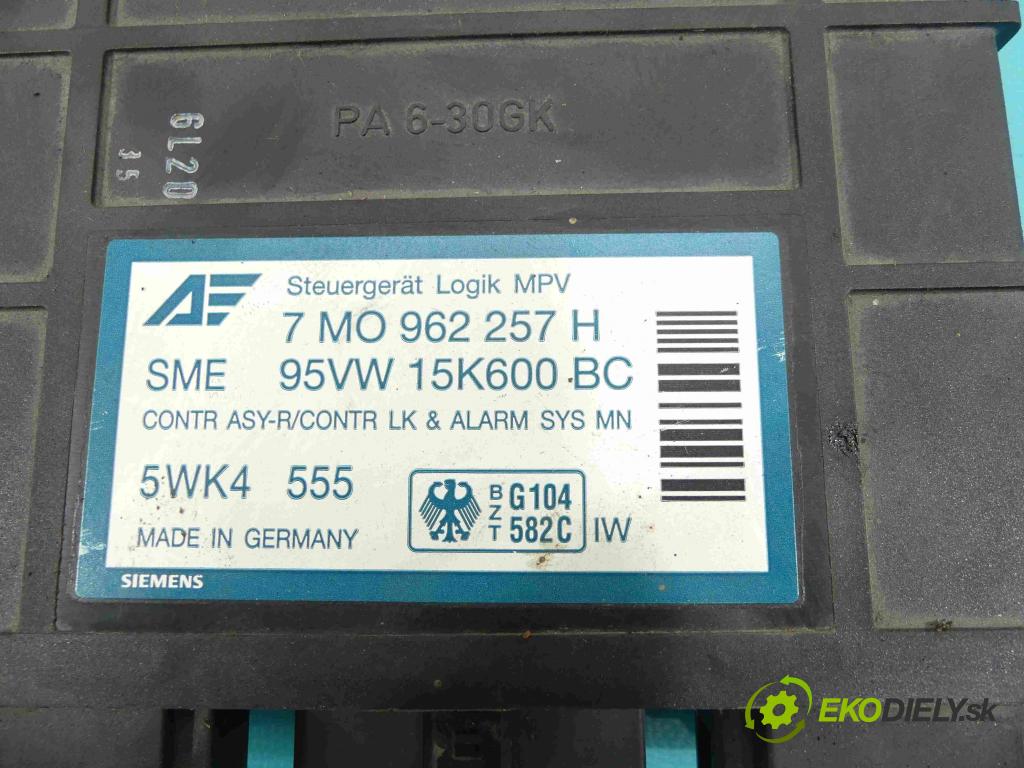 PA 6-30GK
6L20
35
AE
Steuergerät Logik MPV
7 MO 962 257 H
SME 95VW 15K600 BC
CONTR ASY-R/CONTR LK & ALARM SYS MN
5WK4 555
BZT G104
582C IW
MADE IN GERMANY
SIEMENS
EKODIELY.sk